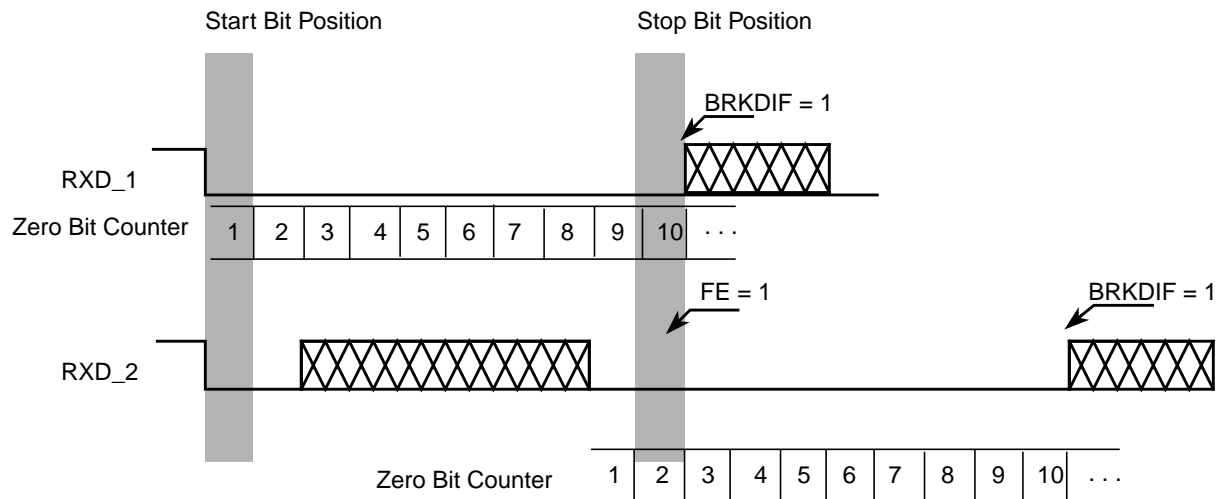 Start Bit Position
Stop Bit Position
BRKDIF = 1
RXD_1
Zero Bit Counter
1 2 3 4 5 6 7 8 9 10 . . .
FE = 1
BRKDIF = 1
RXD_2
Zero Bit Counter
1 2 3 4 5 6 7 8 9 10 . . .